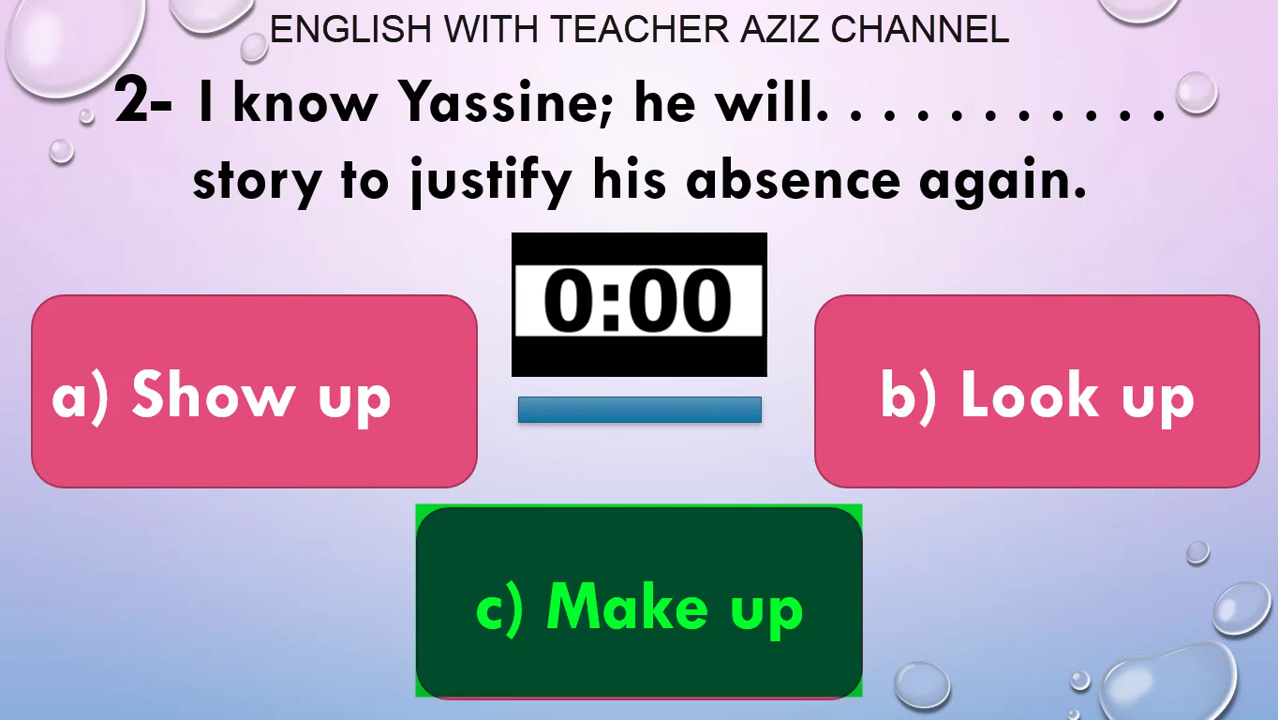 ENGLISH WITH TEACHER AZIZ CHANNEL
2- I know Yassine; he will. . . . . . . . . . .
story to justify his absence again.
0:00
a) Show up
b) Look up
c) Make up